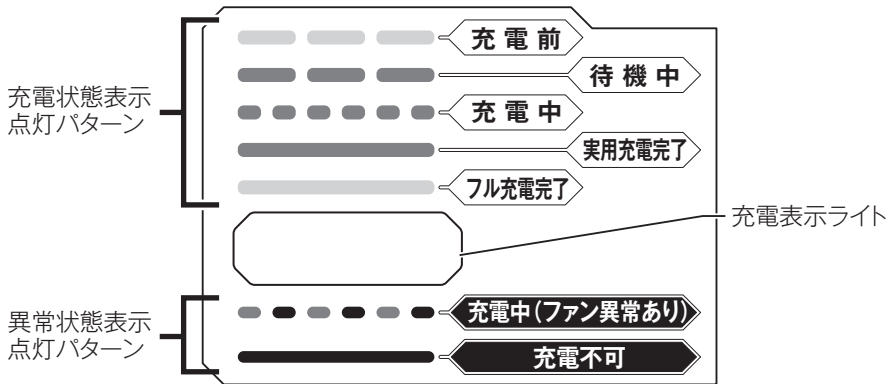 充電前
待機中
充電状態表示
点灯パターン
充電中
実用充電完了
フル充電完了
充電表示ライト
異常状態表示
点灯パターン
充電中(ファン異常あり)
充電不可